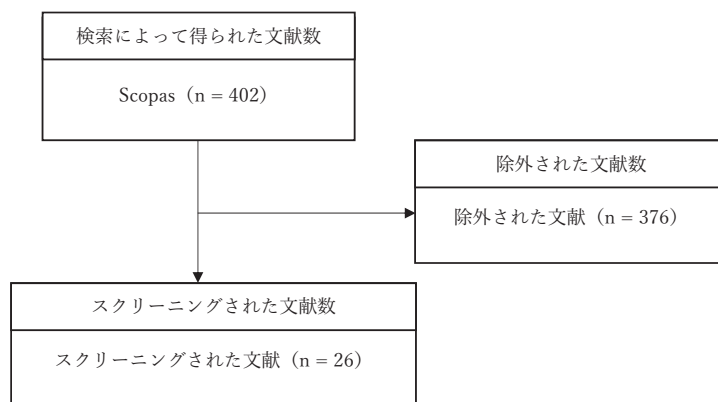 検索によって得られた文献数
Scopas（n = 402）
除外された文献数
除外された文献（n = 376）
スクリーニングされた文献数
スクリーニングされた文献（n = 26）